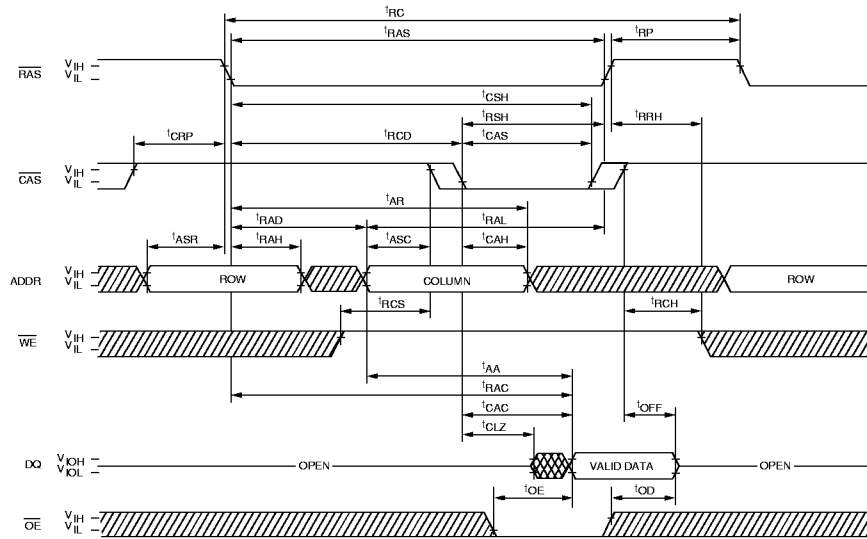 tRC
tRAS
tRP
RAS
VIH
VIL
tCSH
tRSH
tRRH
tCRP
tRCD
tCAS
CAS
VIH
VIL
tAR
tRAD
tRAL
tASR
tRAH
tASC
tCAH
ADDR
VIH
VIL
ROW
COLUMN
ROW
tRCS
tRCH
WE
VIH
VIL
tAA
tRAC
tCAC
tOFF
tCLZ
DQ
VIOH
VIOL
OPEN
VALID DATA
OPEN
tOE
tOD
OE
VIH
VIL